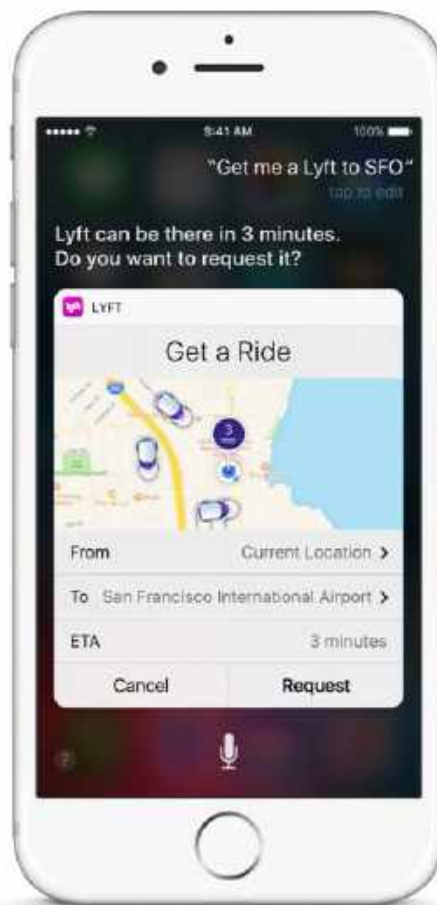 9:41 AM 100%
"Get me a Lyft to SFO"
tap to edit
Lyft can be there in 3 minutes.
Do you want to request it?
lyft LYFT
Get a Ride
3
From Current Location
To San Francisco International Airport
ETA 3 minutes
Cancel Request
?